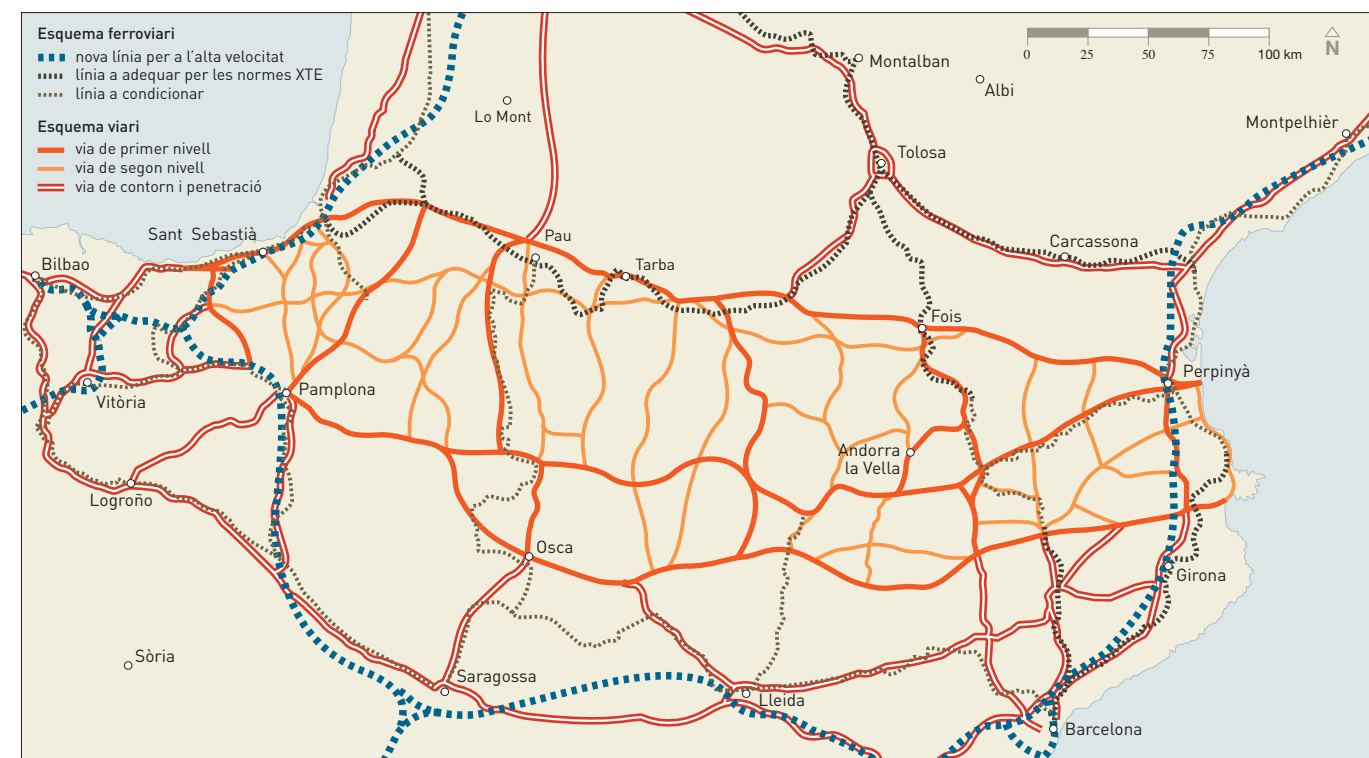 Esquema ferroviari
nova línia per a l'alta velocitat
línia a adequar per les normes XTE
línia a condicionar
Esquema viari
via de primer nivell
via de segon nivell
via de contorn i penetració
0 25 50 75 100 km
N
Montalban
Albi
Lo Mont
Montpelhièr
Tolosa
Sant Sebastià
Pau
Carcassona
Bilbao
Tarba
Fois
Perpinyà
Pamplona
Vitòria
Andorra
la Vella
Logroño
Osca
Girona
Sòria
Saragossa
Lleida
Barcelona